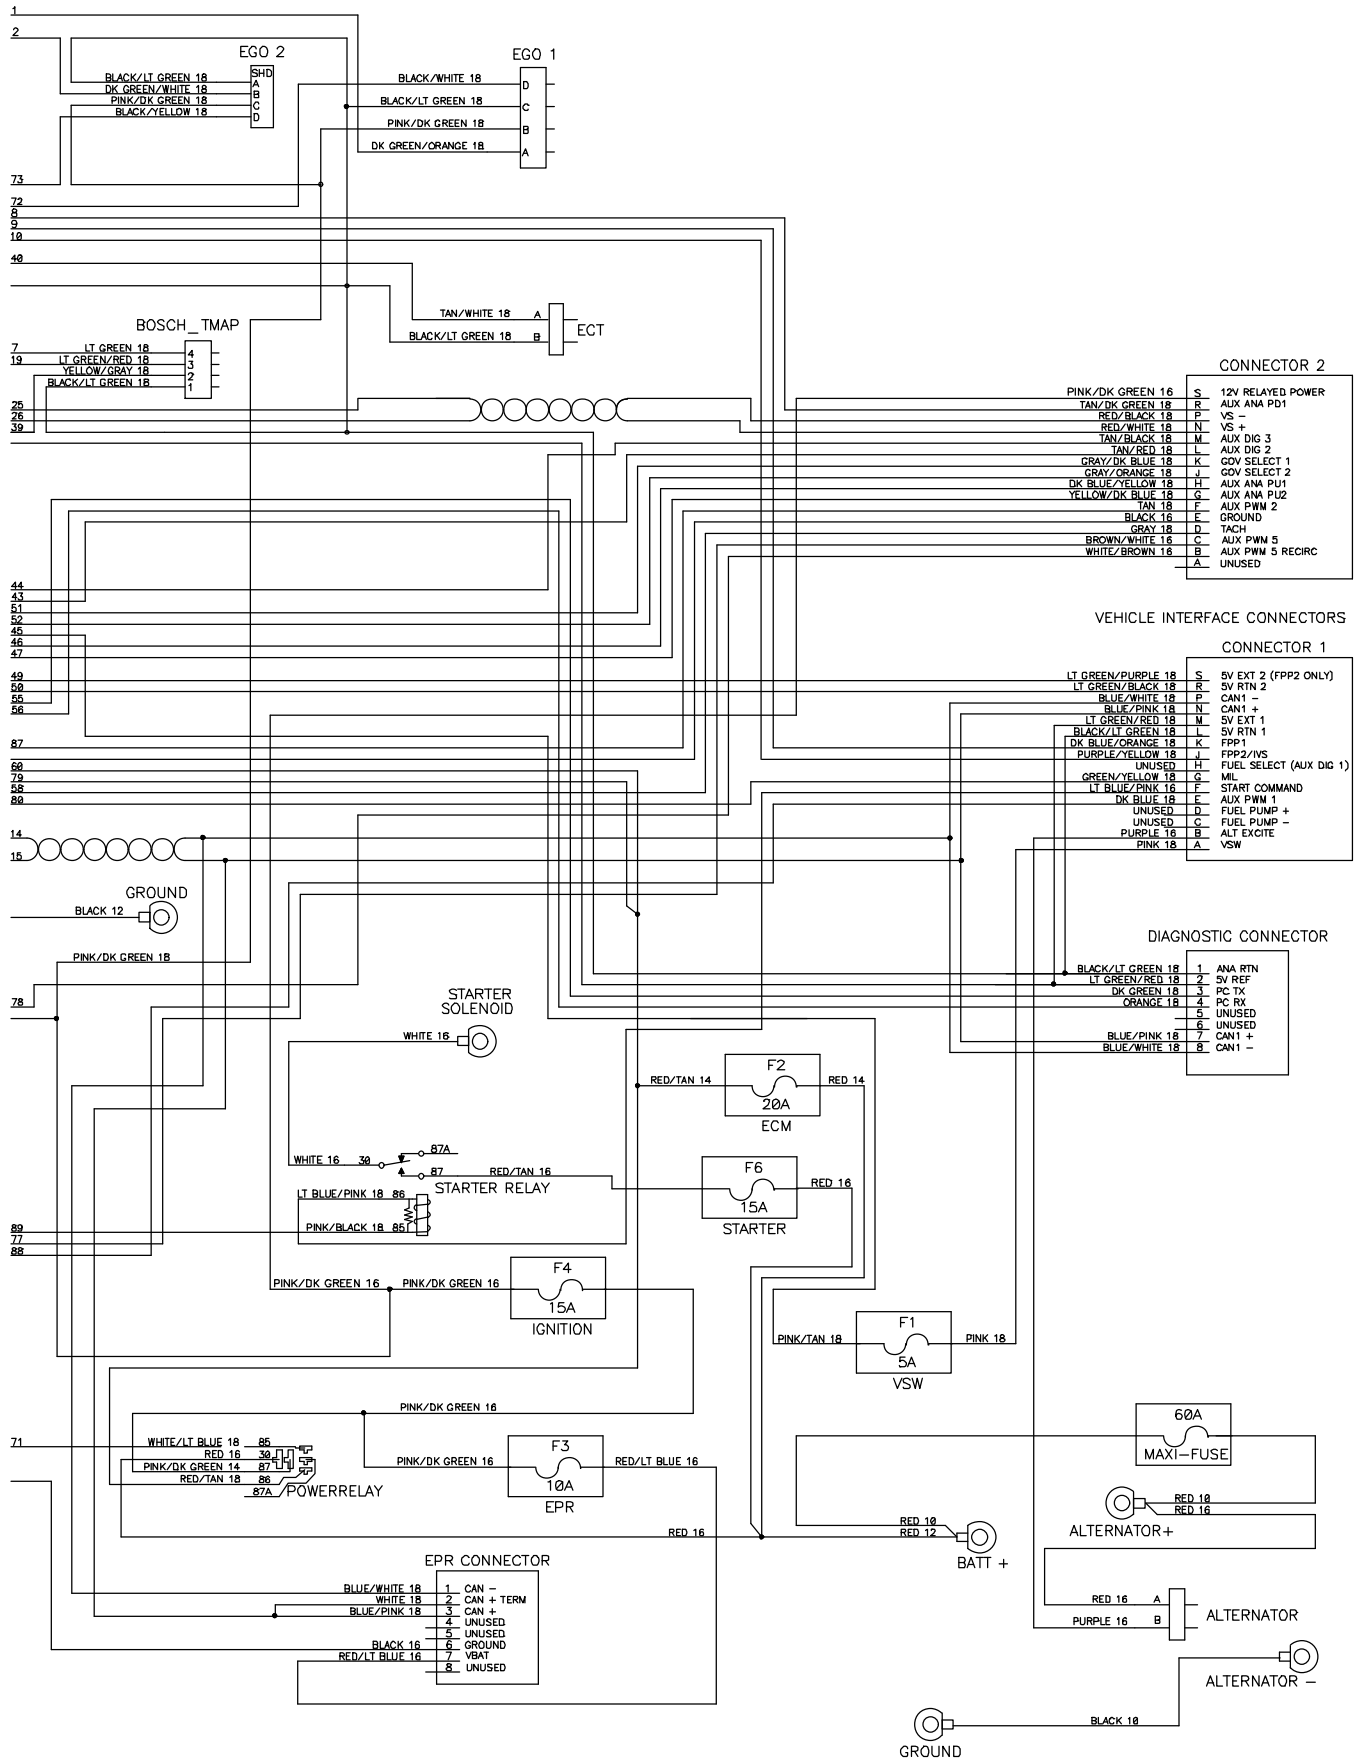 1
2
EGO 2
EGO 1
SHD
BLACK/LT GREEN 18 A
DK GREEN/WHITE 18 B
PINK/DK GREEN 18 C
BLACK/YELLOW 18 D
BLACK/WHITE 18 D
BLACK/LT GREEN 18 C
PINK/DK GREEN 18 B
DK GREEN/ORANGE 18 A
73
72
8
9
10
40
TAN/WHITE 18 A
BLACK/LT GREEN 18 B
ECT
BOSCH_TMAP
7 LT GREEN 18 4
19 LT GREEN/RED 18 3
YELLOW/GRAY 18 2
BLACK/LT GREEN 18 1
25
26
39
CONNECTOR 2
PINK/DK GREEN 16 S 12V RELAYED POWER
TAN/DK GREEN 18 R AUX ANA PD1
RED/BLACK 18 P VS -
RED/WHITE 18 N VS +
TAN/BLACK 18 M AUX DIG 3
TAN/RED 18 L AUX DIG 2
GRAY/DK BLUE 18 K GOV SELECT 1
GRAY/ORANGE 18 J GOV SELECT 2
DK BLUE/YELLOW 18 H AUX ANA PU1
YELLOW/DK BLUE 18 G AUX ANA PU2
TAN 18 F AUX PWM 2
BLACK 16 E GROUND
GRAY 18 D TACH
BROWN/WHITE 16 C AUX PWM 5
WHITE/BROWN 16 B AUX PWM 5 RECIRC
A UNUSED
44
43
51
52
45
46
47
49
50
55
56
87
60
79
58
80
VEHICLE INTERFACE CONNECTORS
CONNECTOR 1
LT GREEN/PURPLE 18 S 5V EXT 2 (FPP2 ONLY)
LT GREEN/BLACK 18 R 5V RTN 2
BLUE/WHITE 18 P CAN1 -
BLUE/PINK 18 N CAN1 +
LT GREEN/RED 18 M 5V EXT 1
BLACK/LT GREEN 18 L 5V RTN 1
DK BLUE/ORANGE 18 K FPP1
PURPLE/YELLOW 18 J FPP2/IVS
UNUSED H FUEL SELECT (AUX DIG 1)
GREEN/YELLOW 18 G MIL
LT BLUE/PINK 16 F START COMMAND
DK BLUE 18 E AUX PWM 1
UNUSED D FUEL PUMP +
UNUSED C FUEL PUMP -
PURPLE 16 B ALT EXCITE
PINK 18 A VSW
14
15
GROUND
BLACK 12
PINK/DK GREEN 18
78
DIAGNOSTIC CONNECTOR
BLACK/LT GREEN 18 1 ANA RTN
LT GREEN/RED 18 2 5V REF
DK GREEN 18 3 PC TX
ORANGE 18 4 PC RX
5 UNUSED
6 UNUSED
BLUE/PINK 18 7 CAN1 +
BLUE/WHITE 18 8 CAN1 -
STARTER
SOLENOID
WHITE 16
RED/TAN 14
F2
20A
RED 14
ECM
WHITE 16 30
87A
87 RED/TAN 16
STARTER RELAY
LT BLUE/PINK 18 86
PINK/BLACK 18 85
F6
15A
RED 16
STARTER
89
77
88
PINK/DK GREEN 16
PINK/DK GREEN 16
F4
15A
IGNITION
PINK/TAN 18
F1
5A
PINK 18
VSW
PINK/DK GREEN 16
60A
MAXI-FUSE
71
WHITE/LT BLUE 18 85
RED 16 30
PINK/DK GREEN 14 87
RED/TAN 18 86
87A
POWERRELAY
PINK/DK GREEN 16
F3
10A
RED/LT BLUE 16
EPR
RED 10
RED 16
ALTERNATOR+
RED 16
RED 10
RED 12
BATT +
EPR CONNECTOR
BLUE/WHITE 18 1 CAN -
WHITE 18 2 CAN + TERM
BLUE/PINK 18 3 CAN +
4 UNUSED
5 UNUSED
BLACK 16 6 GROUND
RED/LT BLUE 16 7 VBAT
8 UNUSED
RED 16 A
PURPLE 16 B
ALTERNATOR
ALTERNATOR -
BLACK 10
GROUND